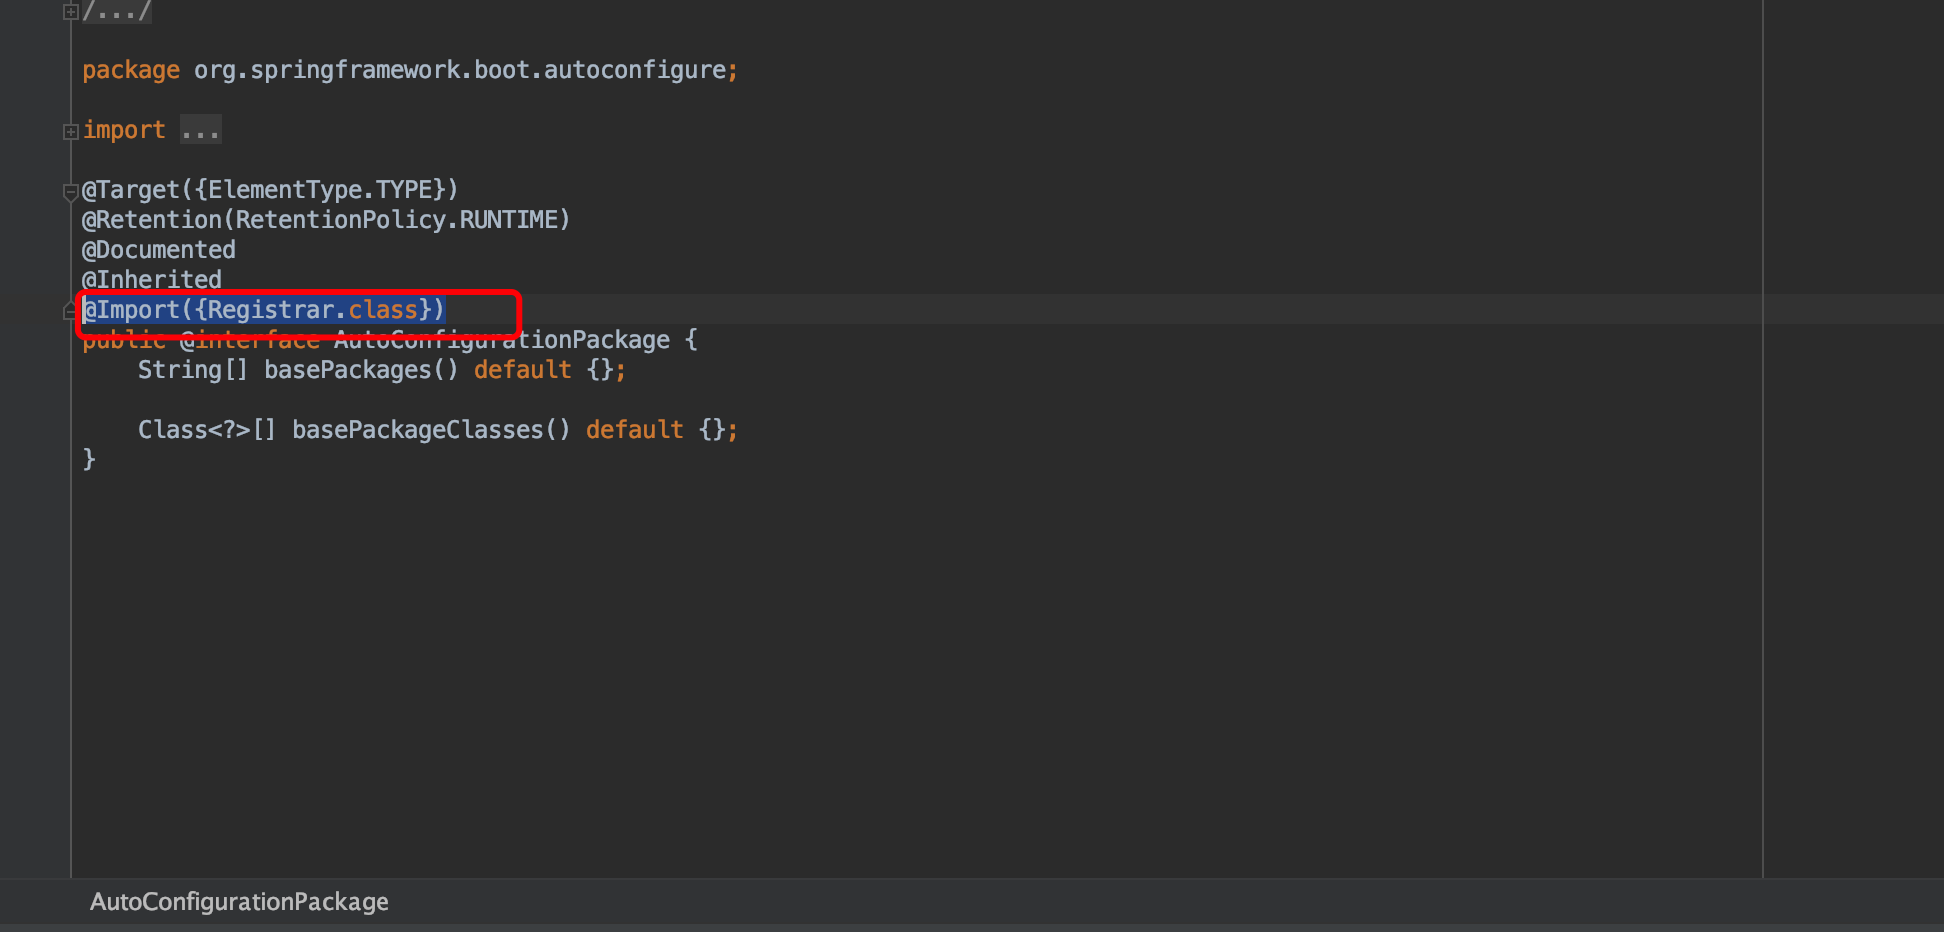 /.../
package org.springframework.boot.autoconfigure;
import ...
@Target({ElementType.TYPE})
@Retention(RetentionPolicy.RUNTIME)
@Documented
@Inherited
@Import({Registrar.class})
public @interface AutoConfigurationPackage {
    String[] basePackages() default {};
    Class<?>[] basePackageClasses() default {};
}
AutoConfigurationPackage